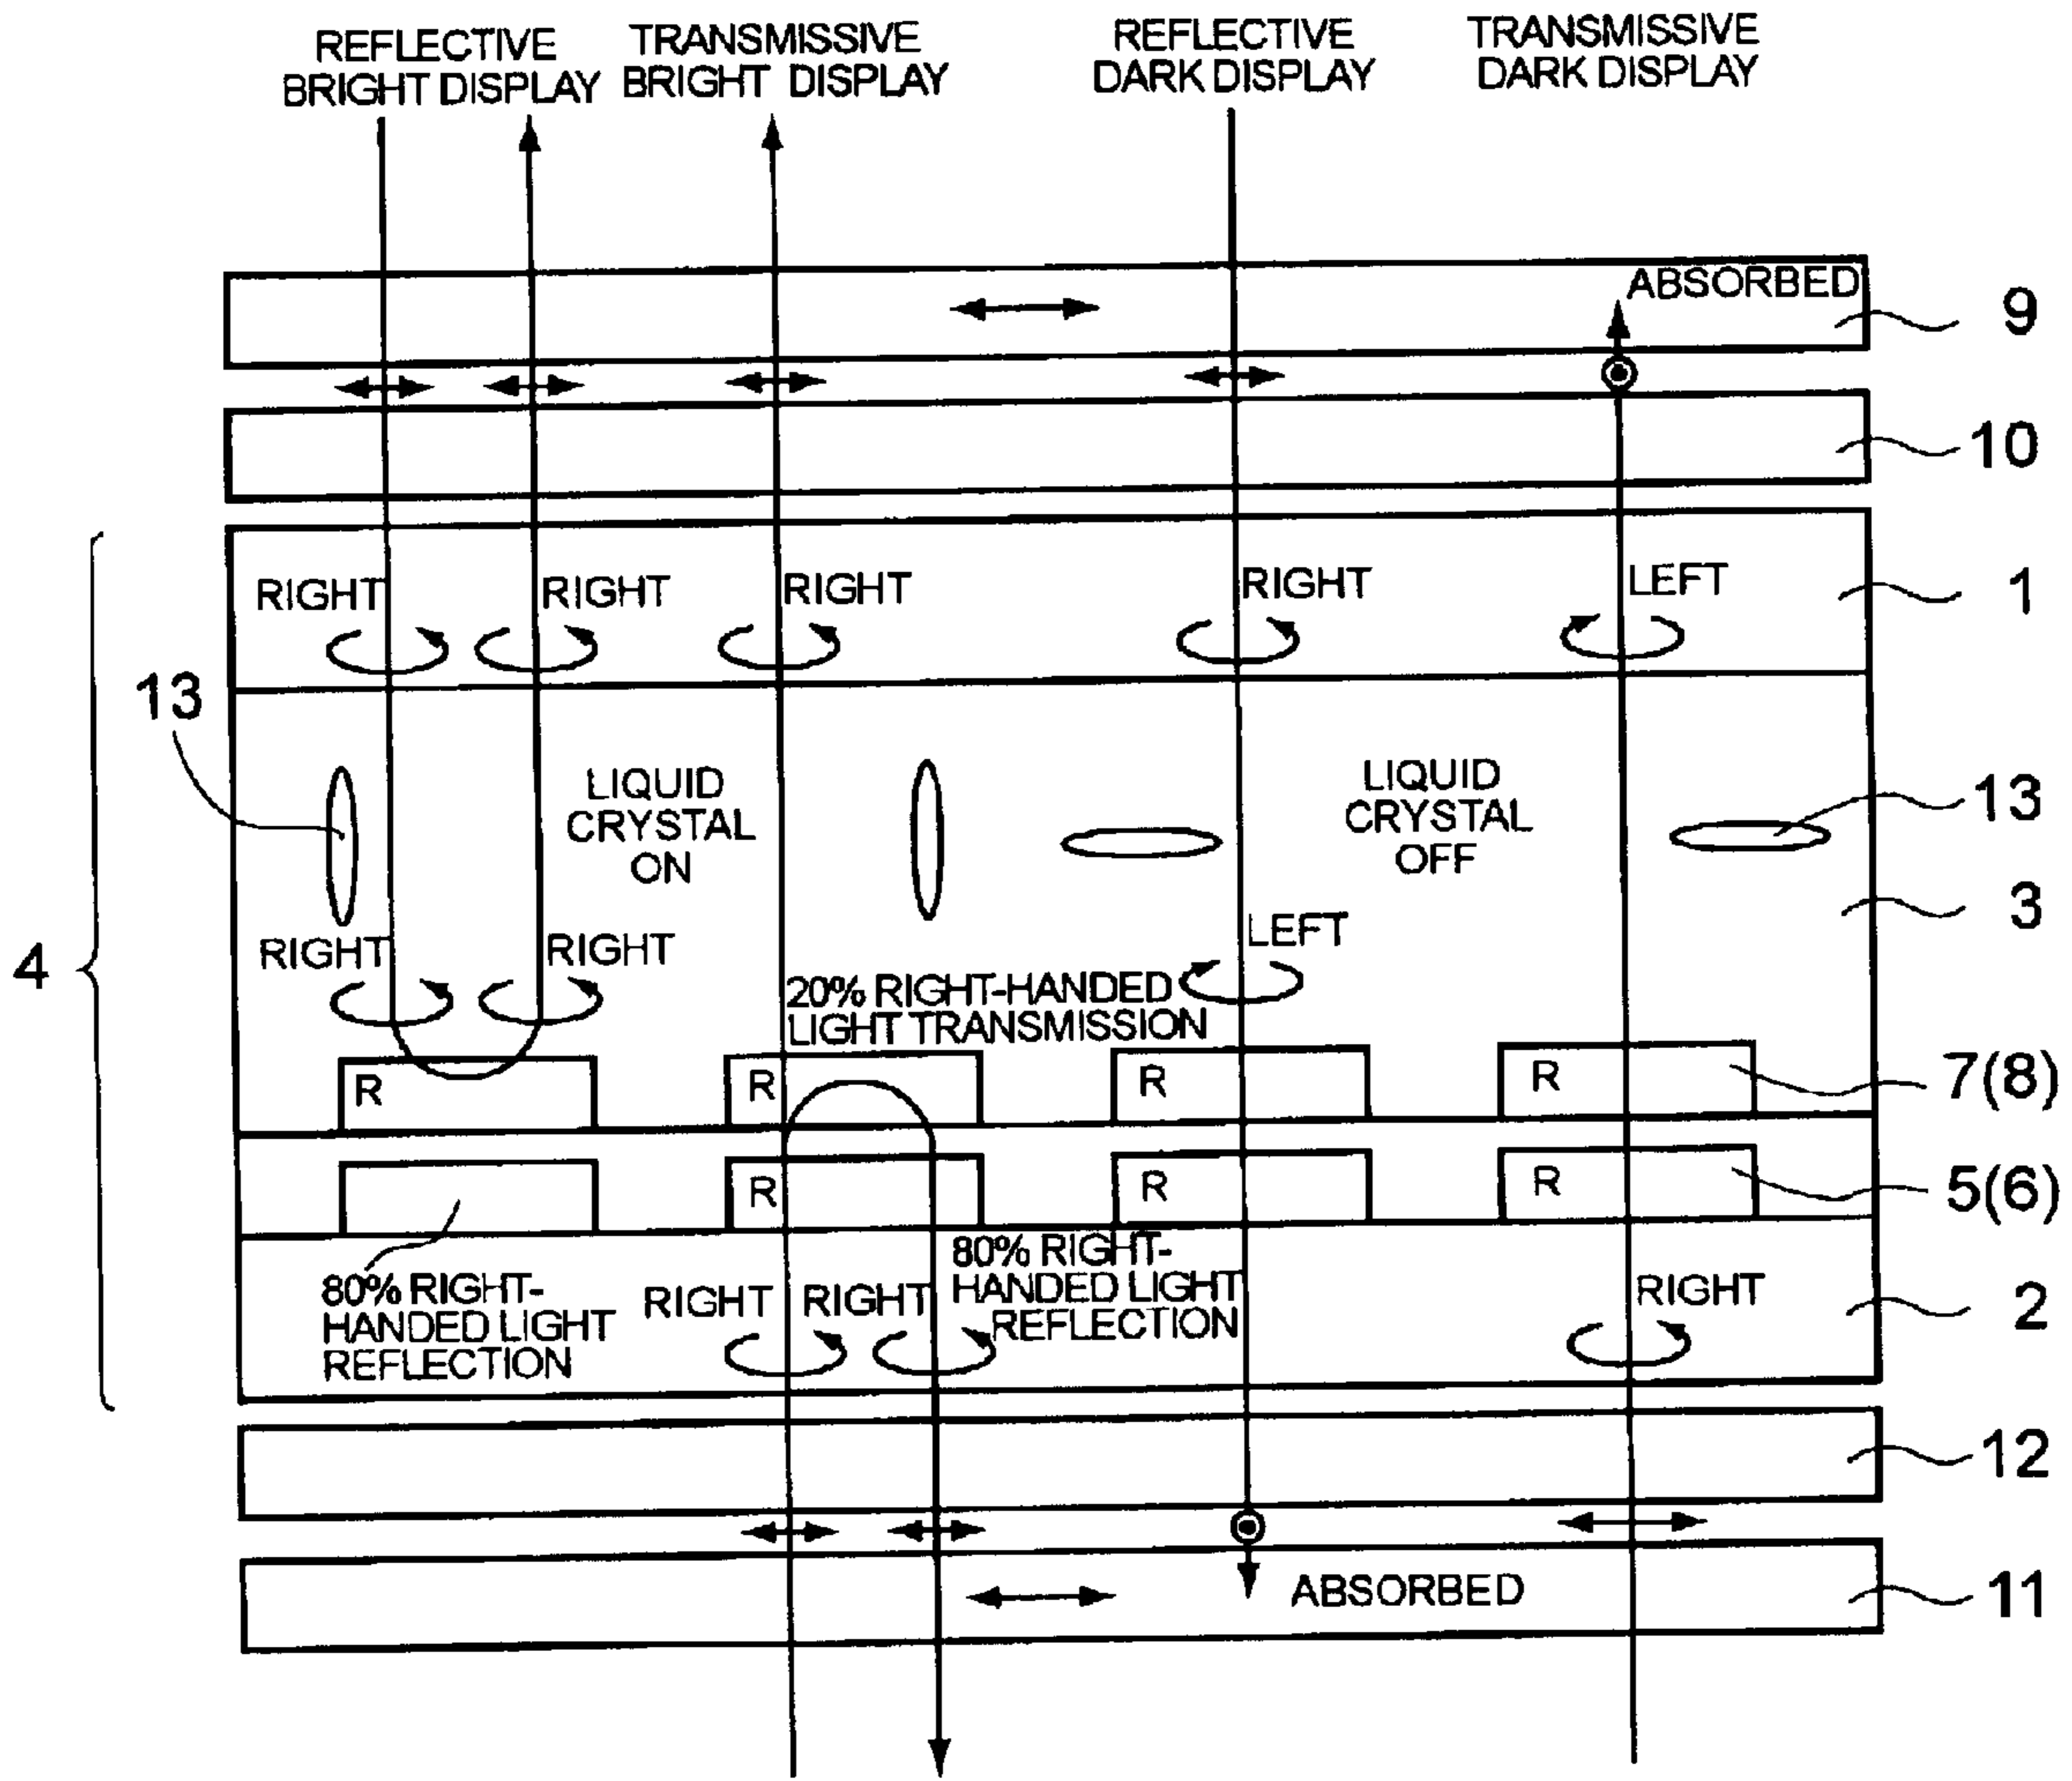 REFLECTIVE
BRIGHT DISPLAY
TRANSMISSIVE
BRIGHT DISPLAY
REFLECTIVE
DARK DISPLAY
TRANSMISSIVE
DARK DISPLAY
ABSORBED
9
10
RIGHT
RIGHT
RIGHT
RIGHT
LEFT
1
13
LIQUID
CRYSTAL
ON
LIQUID
CRYSTAL
OFF
13
3
4
RIGHT
RIGHT
LEFT
20% RIGHT-HANDED
LIGHT TRANSMISSION
R
R
R
R
7(8)
R
R
R
5(6)
80% RIGHT-
HANDED LIGHT
REFLECTION
RIGHT
RIGHT
80% RIGHT-
HANDED LIGHT
REFLECTION
RIGHT
2
12
ABSORBED
11